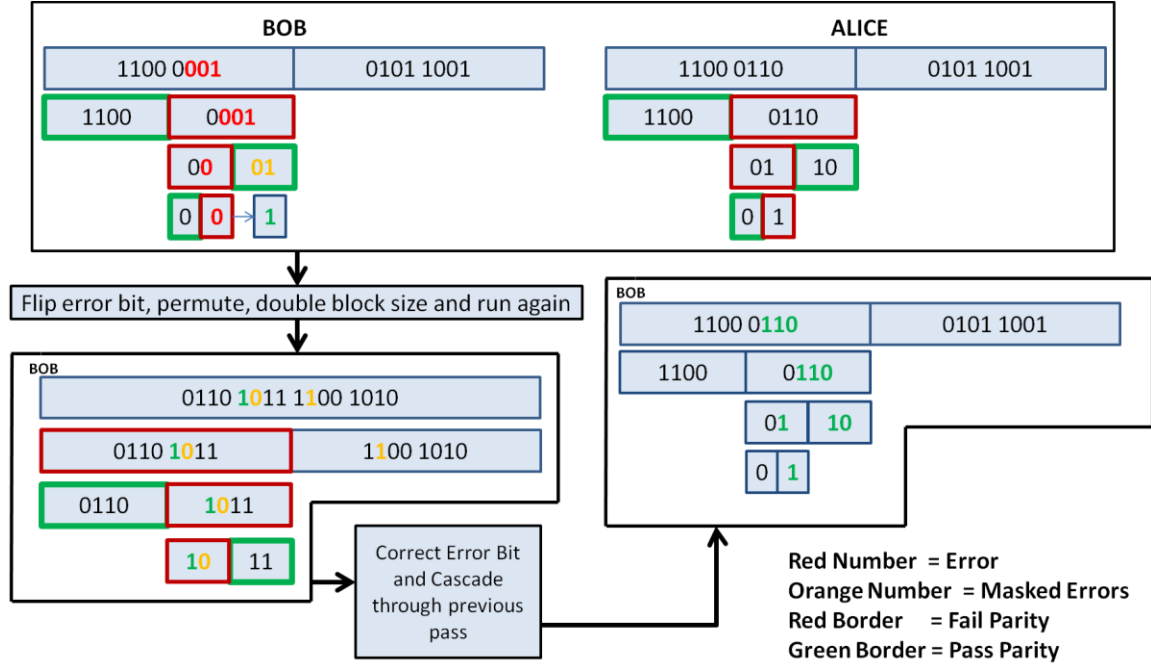 BOB
ALICE
1100 0001
0101 1001
1100 0110
0101 1001
1100
0001
1100
0110
00
01
01
10
0
0
1
0
1
Flip error bit, permute, double block size and run again
BOB
0110 1011 1100 1010
0110 1011
1100 1010
0110
1011
10
11
Correct Error Bit
and Cascade
through previous
pass
BOB
1100 0110
0101 1001
1100
0110
01
10
0
1
Red Number = Error
Orange Number = Masked Errors
Red Border = Fail Parity
Green Border = Pass Parity